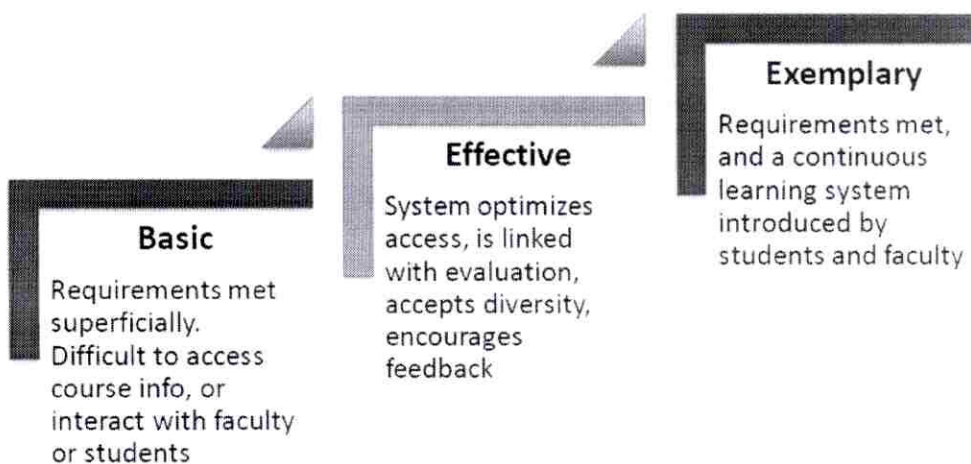 Basic
Requirements met
superficially.
Difficult to access
course info, or
interact with faculty
or students
Effective
System optimizes
access, is linked
with evaluation,
accepts diversity,
encourages
feedback
Exemplary
Requirements met,
and a continuous
learning system
introduced by
students and faculty